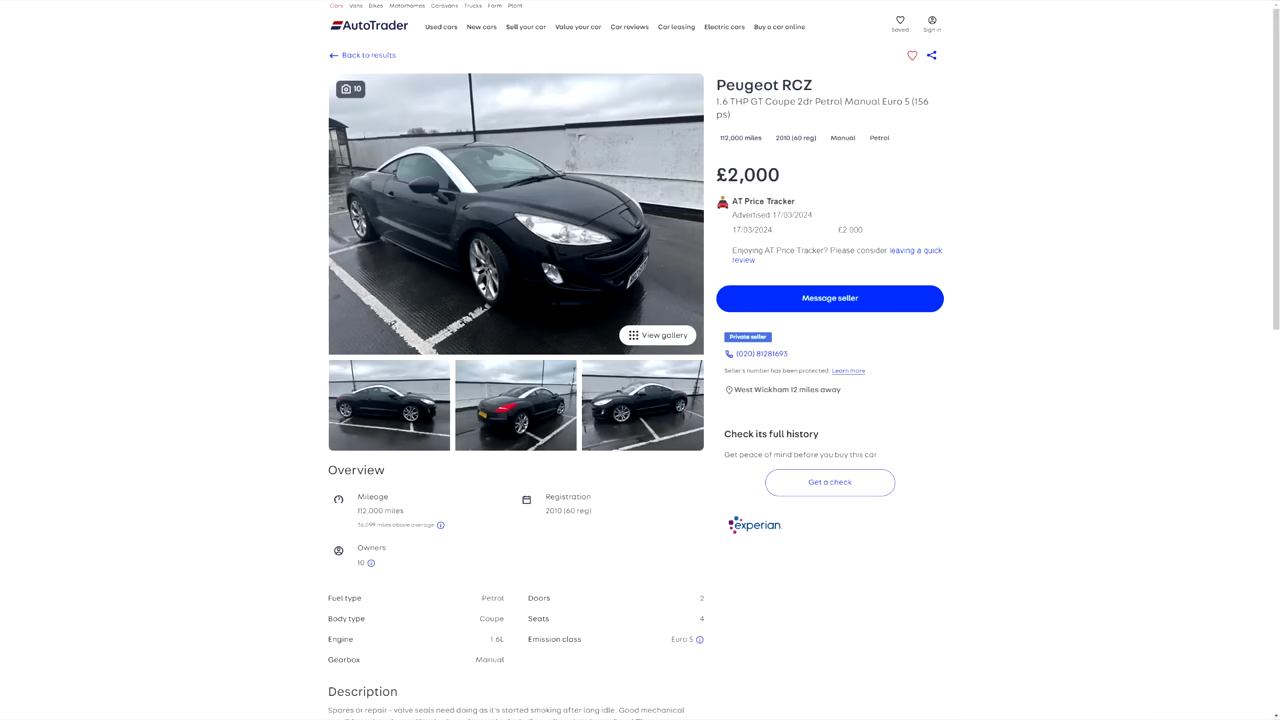 Cars Vans Bikes Motorhomes Caravans Trucks Farm Plant
AutoTrader
Used cars New cars Sell your car Value your car Car reviews Car leasing Electric cars Buy a car online
Saved Sign in
Back to results
10
Peugeot RCZ
1.6 THP GT Coupe 2dr Petrol Manual Euro 5 (156
ps)
112,000 miles 2010 (60 reg) Manual Petrol
£2,000
AT Price Tracker
Advertised 17/03/2024
17/03/2024 £2 000
Enjoying AT Price Tracker? Please consider leaving a quick
review
Message seller
View gallery
Private seller
(020) 81281693
Seller's number has been protected. Learn more
West Wickham 12 miles away
Check its full history
Get peace of mind before you buy this car
Get a check
experian.
Overview
Mileage
112,000 miles
36,099 miles above average
Registration
2010 (60 reg)
Owners
10
Fuel type Petrol Doors 2
Body type Coupe Seats 4
Engine 1.6L Emission class Euro 5
Gearbox Manual
Description
Spares or repair - valve seals need doing as it's started smoking after long idle. Good mechanical